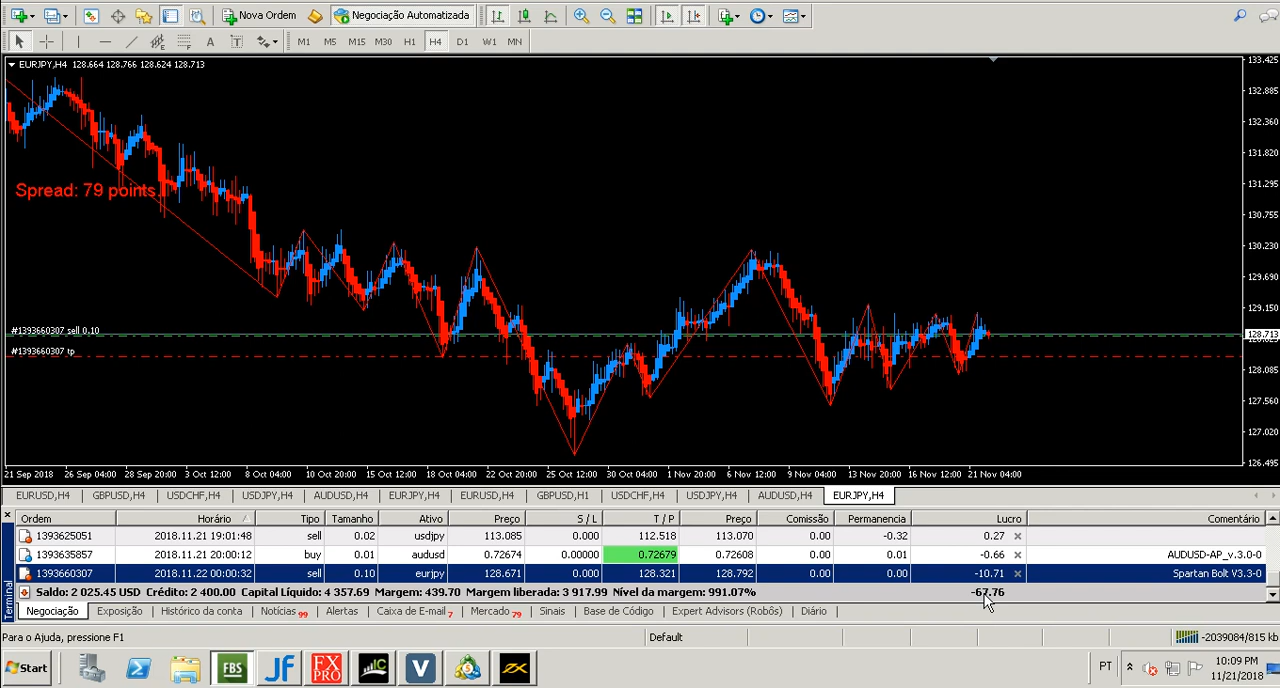 Nova Ordem Negociação Automatizada
A T M1 M5 M15 M30 H1 H4 D1 W1 MN
EURJPY,H4 128.664 128.766 128.624 128.713
133.425
132.885
132.360
131.820
Spread: 79 points.
131.295
130.755
130.230
129.690
129.150
#1393660307 sell 0.10
128.713
#1393660307 tp
128.085
127.560
127.020
126.495
21 Sep 2018 26 Sep 04:00 28 Sep 20:00 3 Oct 12:00 8 Oct 04:00 10 Oct 20:00 15 Oct 12:00 18 Oct 04:00 22 Oct 20:00 25 Oct 12:00 30 Oct 04:00 1 Nov 20:00 6 Nov 12:00 9 Nov 04:00 13 Nov 20:00 16 Nov 12:00 21 Nov 04:00
EURUSD,H4 GBPUSD,H4 USDCHF,H4 USDJPY,H4 AUDUSD,H4 EURJPY,H4 EURUSD,H4 GBPUSD,H1 USDCHF,H4 USDJPY,H4 AUDUSD,H4 EURJPY,H4
Ordem Horário Tipo Tamanho Ativo Preço S / L T / P Preço Comissão Permanencia Lucro Comentário
1393625051 2018.11.21 19:01:48 sell 0.02 usdjpy 113.085 0.000 112.518 113.070 0.00 -0.32 0.27
1393635857 2018.11.21 20:00:12 buy 0.01 audusd 0.72674 0.00000 0.72679 0.72608 0.00 0.01 -0.66 AUDUSD-AP_v.3.0-0
1393660307 2018.11.22 00:00:32 sell 0.10 eurjpy 128.671 0.000 128.321 128.792 0.00 0.00 -10.71 Spartan Bolt V3.3-0
Saldo: 2 025.45 USD Crédito: 2 400.00 Capital Líquido: 4 357.69 Margem: 439.70 Margem liberada: 3 917.99 Nível da margem: 991.07% -67.76
Terminal
Negociação Exposição Histórico da conta Notícias 99 Alertas Caixa de E-mail 7 Mercado 79 Sinais Base de Código Expert Advisors (Robôs) Diário
Para o Ajuda, pressione F1 Default -2039084/815 kb
Start FBS JF FX PRO IC V ZX PT 10:09 PM
11/21/2018